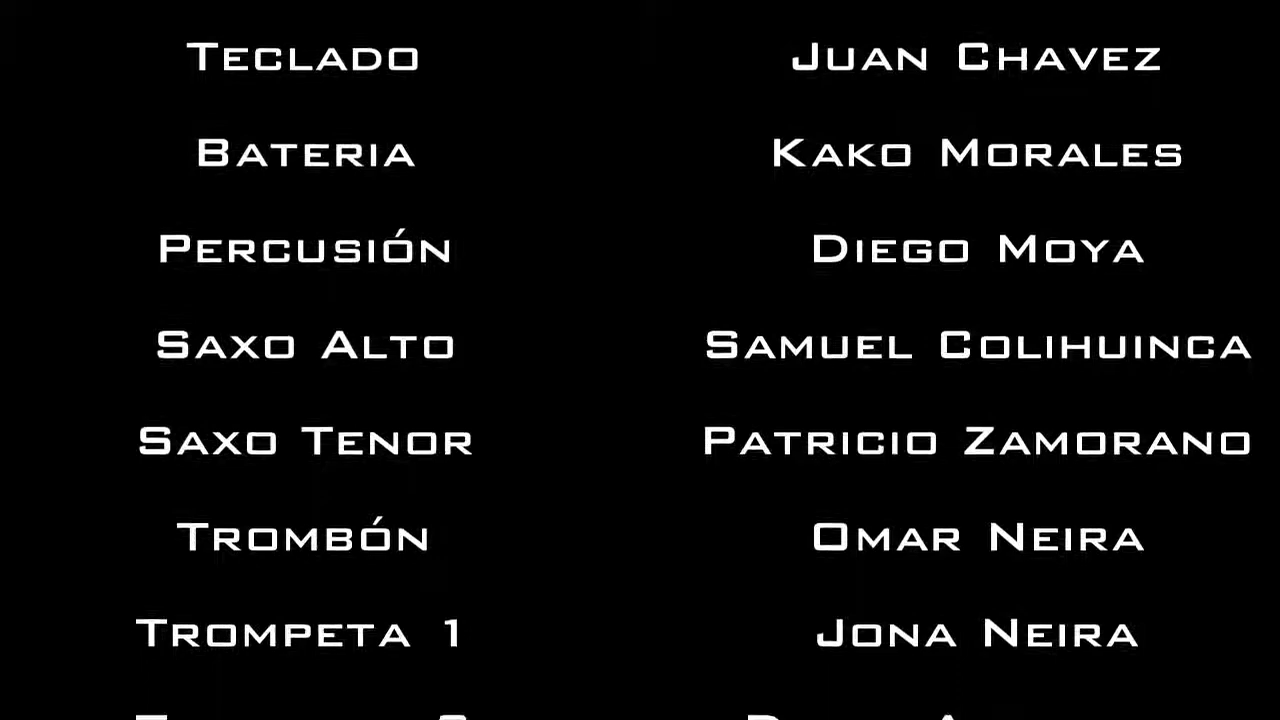 Teclado Juan Chavez
Bateria Kako Morales
Percusión Diego Moya
Saxo Alto Samuel Colihuinca
Saxo Tenor Patricio Zamorano
Trombón Omar Neira
Trompeta 1 Jona Neira